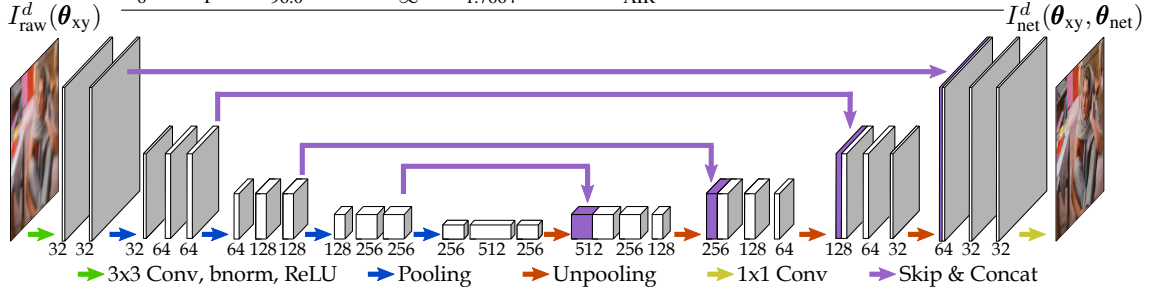 I^d_raw(θ_xy) I^d_net(θ_xy, θ_net)
32 32 32 64 64 64 128 128 128 256 256 256 512 256 512 256 128 256 128 64 128 64 32 64 32 32
3x3 Conv, bnorm, ReLU Pooling Unpooling 1x1 Conv Skip & Concat